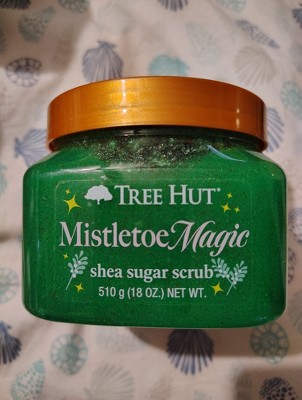 TREE HUT®
Mistletoe Magic
shea sugar scrub
510 g (18 OZ.) NET WT.